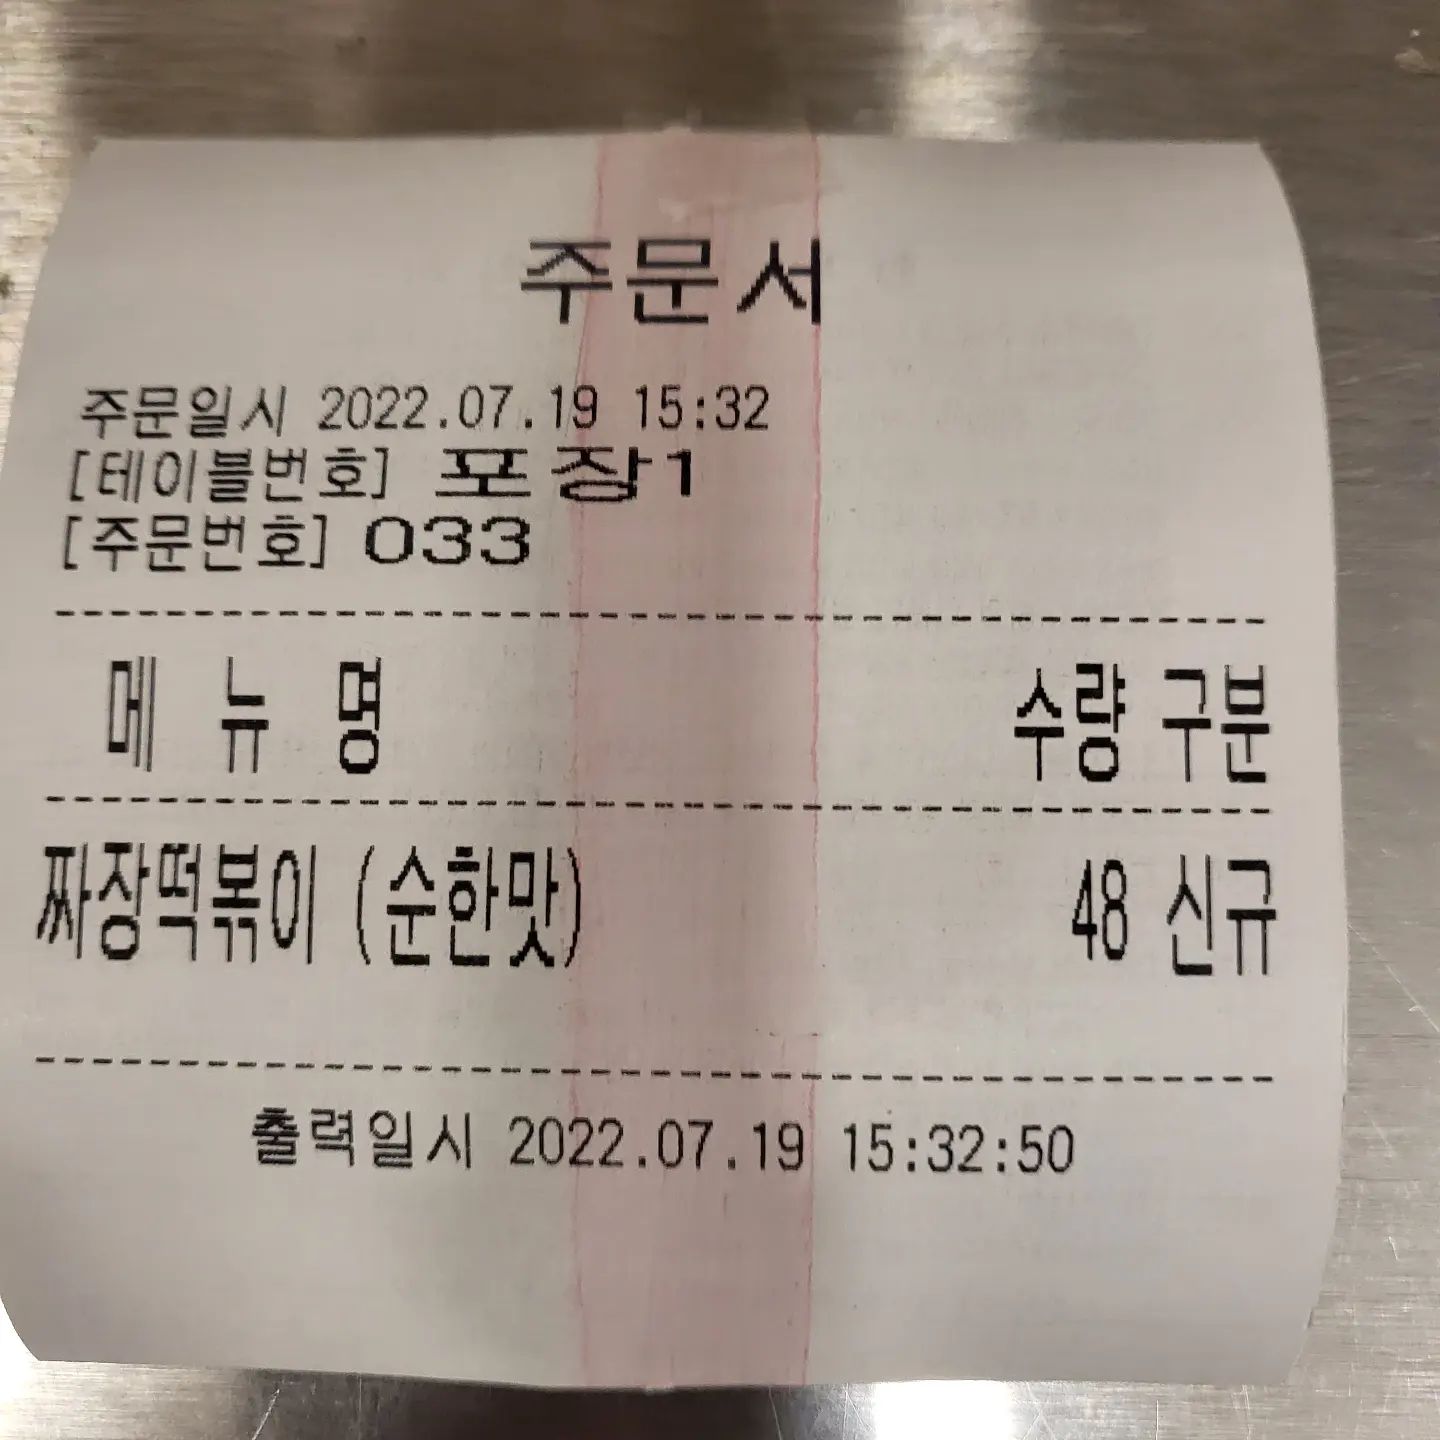 주문서
주문일시 2022.07.19 15:32
[테이블번호] 포장1
[주문번호] 033
메 뉴 명 수량 구분
짜장떡볶이 (순한맛) 48 신규
출력일시 2022.07.19 15:32:50